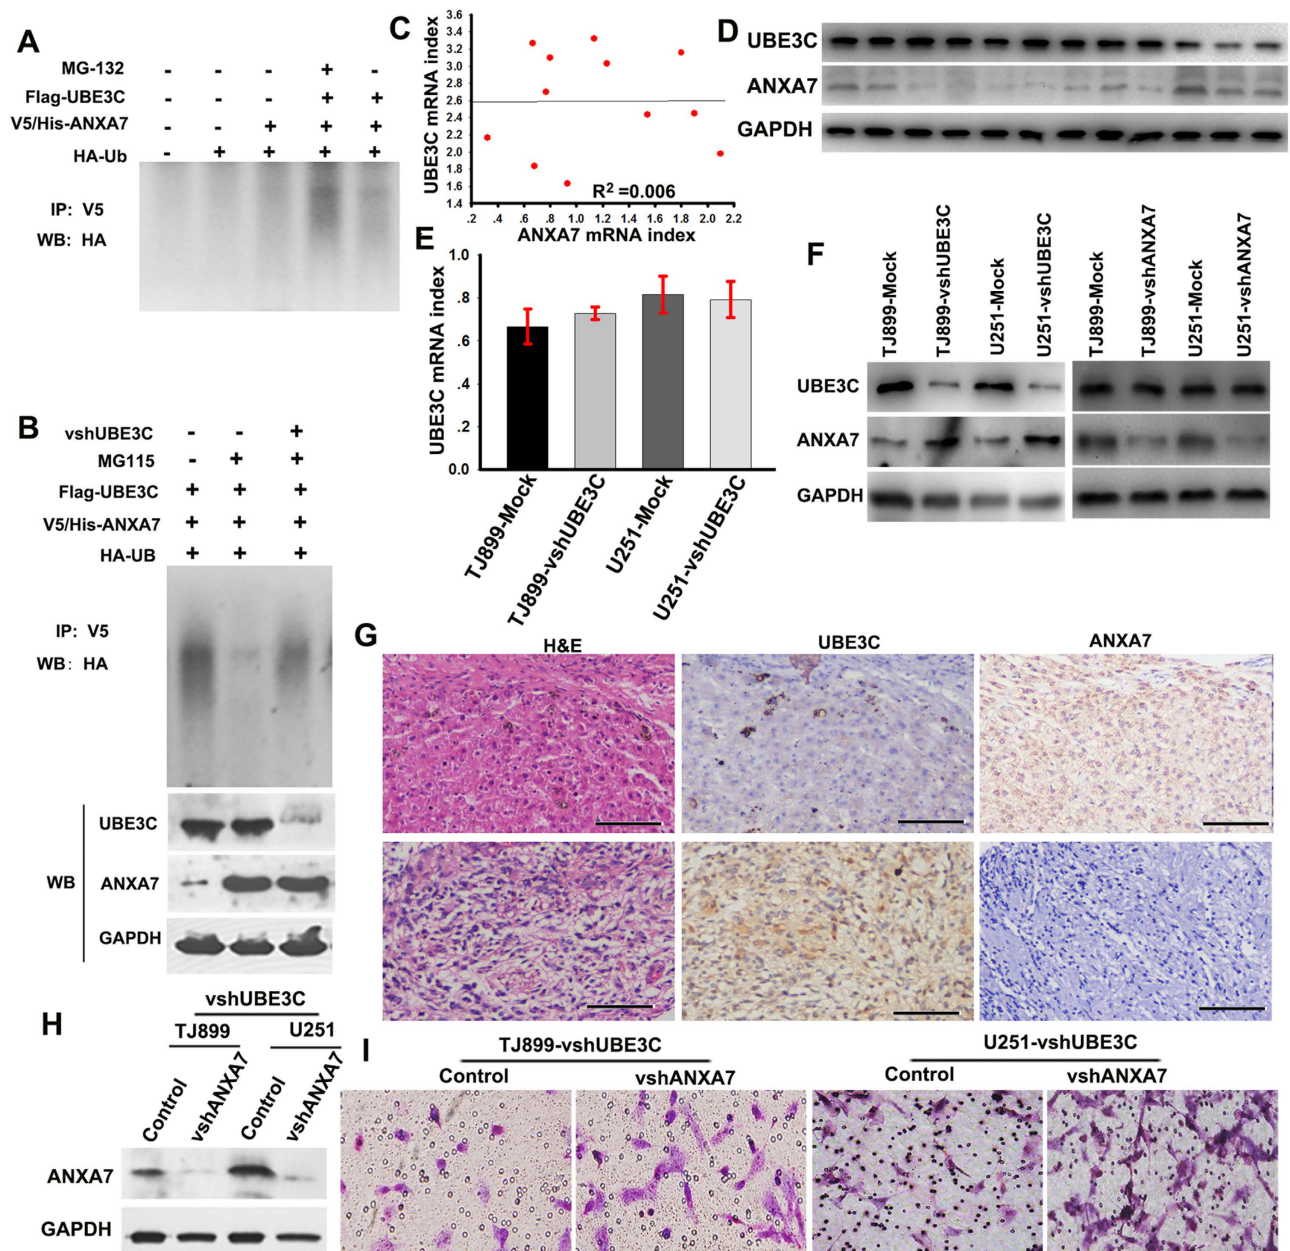 A
MG-132 - - - + -
Flag-UBE3C - - - + +
V5/His-ANXA7 - - + + +
HA-Ub - + + + +
IP: V5
WB: HA
B
vshUBE3C - - +
MG115 - + +
Flag-UBE3C + + +
V5/His-ANXA7 + + +
HA-UB + + +
IP: V5
WB: HA
WB
UBE3C
ANXA7
GAPDH
C
UBE3C mRNA index
3.6
3.4
3.2
3.0
2.8
2.6
2.4
2.2
2.0
1.8
1.6
1.4
R2 =0.006
.2 .4 .6 .8 1.0 1.2 1.4 1.6 1.8 2.0 2.2
ANXA7 mRNA index
D
UBE3C
ANXA7
GAPDH
E
UBE3C mRNA index
1.0
.8
.6
.4
.2
0.0
TJ899-Mock
TJ899-vshUBE3C
U251-Mock
U251-vshUBE3C
F
TJ899-Mock
TJ899-vshUBE3C
U251-Mock
U251-vshUBE3C
TJ899-Mock
TJ899-vshANXA7
U251-Mock
U251-vshANXA7
UBE3C
ANXA7
GAPDH
G
H&E UBE3C ANXA7
H
vshUBE3C
TJ899 U251
Control
vshANXA7
Control
vshANXA7
ANXA7
GAPDH
I
TJ899-vshUBE3C U251-vshUBE3C
Control vshANXA7 Control vshANXA7